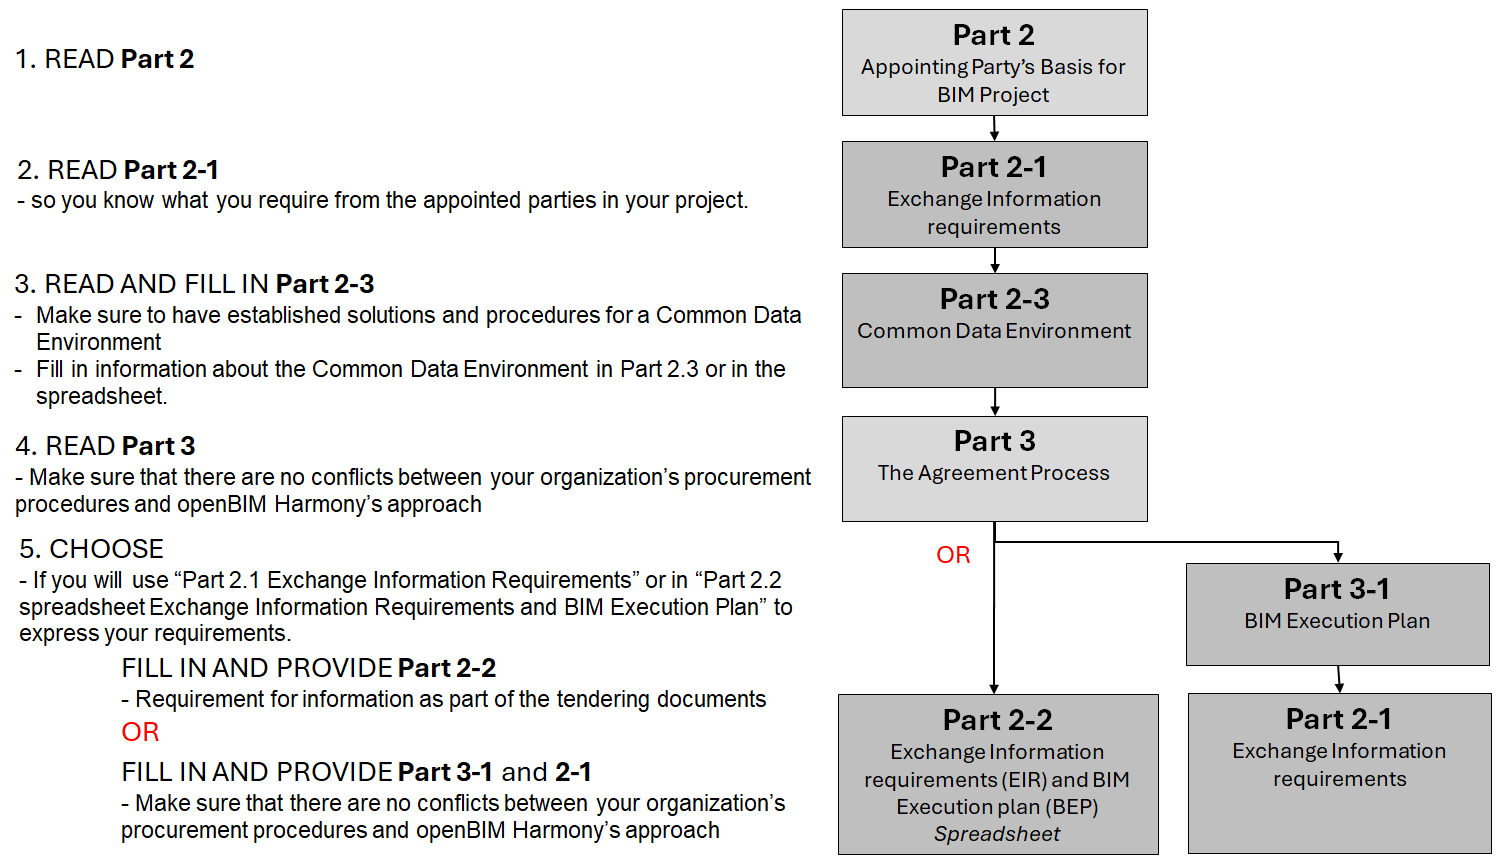 1. READ Part 2
Part 2
Appointing Party's Basis for
BIM Project
2. READ Part 2-1
- so you know what you require from the appointed parties in your project.
Part 2-1
Exchange Information
requirements
3. READ AND FILL IN Part 2-3
- Make sure to have established solutions and procedures for a Common Data
Environment
- Fill in information about the Common Data Environment in Part 2.3 or in the
spreadsheet.
Part 2-3
Common Data Environment
4. READ Part 3
- Make sure that there are no conflicts between your organization's procurement
procedures and openBIM Harmony's approach
Part 3
The Agreement Process
5. CHOOSE
- If you will use “Part 2.1 Exchange Information Requirements” or in “Part 2.2
spreadsheet Exchange Information Requirements and BIM Execution Plan” to
express your requirements.
FILL IN AND PROVIDE Part 2-2
- Requirement for information as part of the tendering documents
OR
FILL IN AND PROVIDE Part 3-1 and 2-1
- Make sure that there are no conflicts between your organization's
procurement procedures and openBIM Harmony's approach
OR
Part 3-1
BIM Execution Plan
Part 2-2
Exchange Information
requirements (EIR) and BIM
Execution plan (BEP)
Spreadsheet
Part 2-1
Exchange Information
requirements